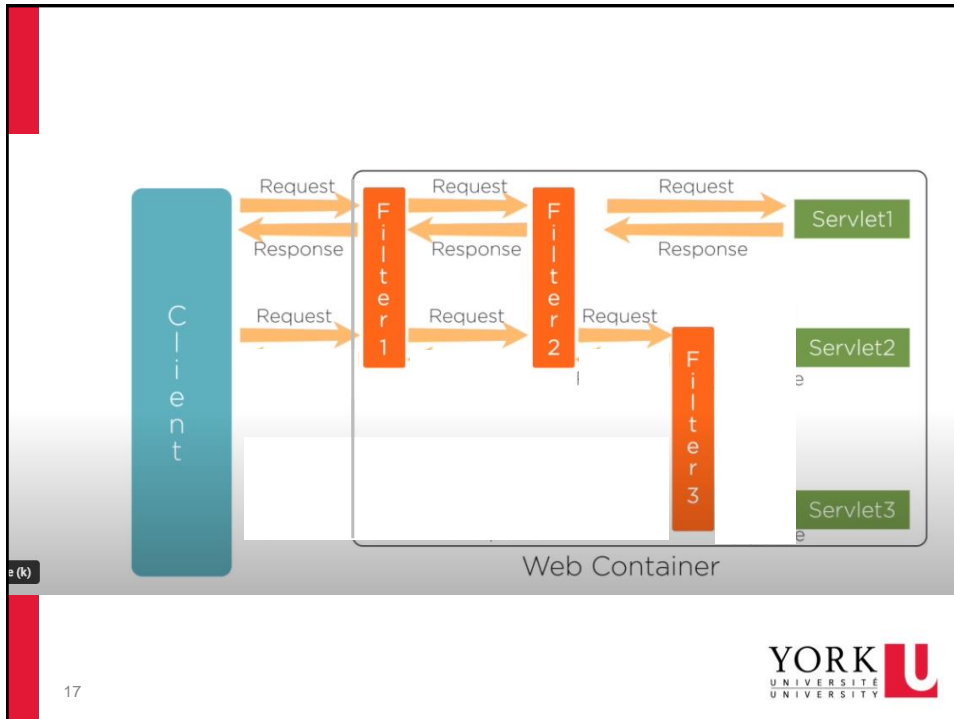 Request
Request
Request
Response
Response
Response
Client
Filter1
Filter2
Servlet1
Request
Request
Request
Filter3
Servlet2
e
Servlet3
e
Web Container
e (k)
17
YORK
UNIVERSITÉ
UNIVERSITY
U